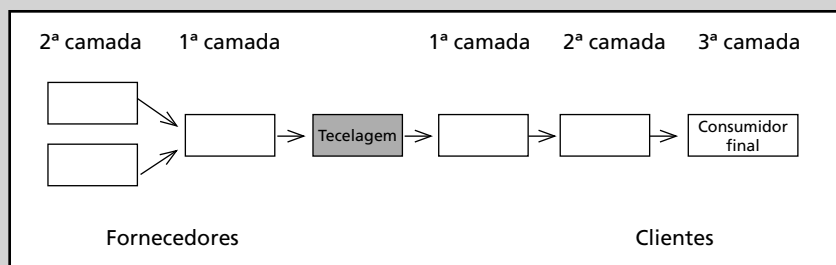 2ª camada 1ª camada 1ª camada 2ª camada 3ª camada
Tecelagem
Consumidor
final
Fornecedores Clientes